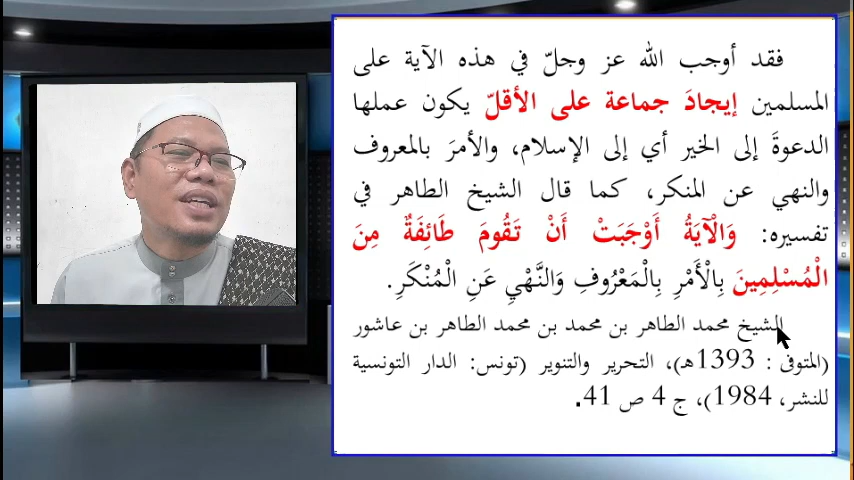 فقد أوجب الله عز وجلّ في هذه الآية على
المسلمين إيجادَ جماعة على الأقلّ يكون عملها
الدعوةَ إلى الخير أي إلى الإسلام، والأمرَ بالمعروف
والنهي عن المنكر، كما قال الشيخ الطاهر في
تفسيره: وَالْآيَةُ أَوْجَبَتْ أَنْ تَقُومَ طَائِفَةٌ مِنَ
الْمُسْلِمِينَ بِالْأَمْرِ بِالْمَعْرُوفِ وَالنَّهْيِ عَنِ الْمُنْكَرِ.
الشيخ محمد الطاهر بن محمد بن محمد الطاهر بن عاشور
(المتوفى : 1393هـ)، التحرير والتنوير (تونس: الدار التونسية
للنشر، 1984)، ج 4 ص 41.